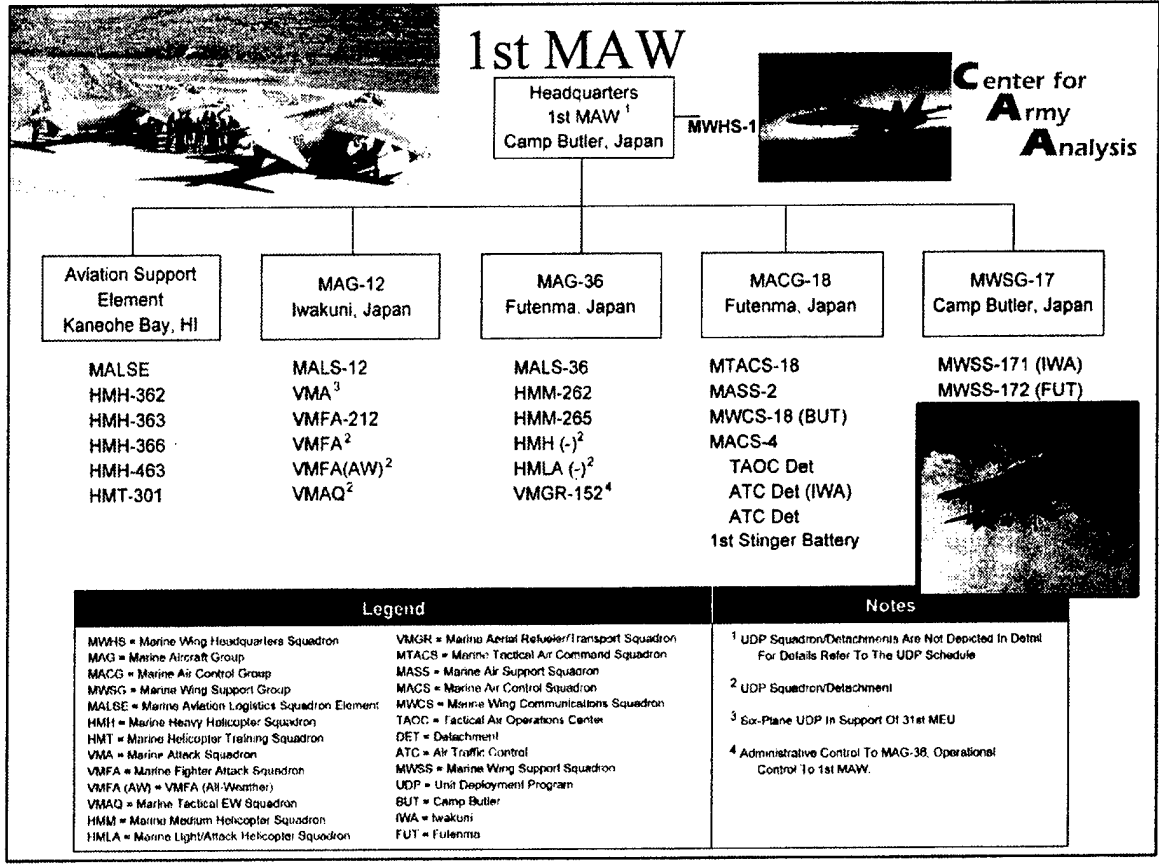 1st MAW
Headquarters
1st MAW 1
Camp Butler, Japan
MWHS-1
Center for
Army
Analysis
Aviation Support
Element
Kaneohe Bay, HI
MALSE
HMH-362
HMH-363
HMH-366
HMH-463
HMT-301
MAG-12
Iwakuni, Japan
MALS-12
VMA3
VMFA-212
VMFA2
VMFA(AW)2
VMAQ2
MAG-36
Futenma, Japan
MALS-36
HMM-262
HMM-265
HMH (-)2
HMLA (-)2
VMGR-1524
MACG-18
Futenma, Japan
MTACS-18
MASS-2
MWCS-18 (BUT)
MACS-4
TAOC Det
ATC Det (IWA)
ATC Det
1st Stinger Battery
MWSG-17
Camp Butler, Japan
MWSS-171 (IWA)
MWSS-172 (FUT)
Legend
MWHS = Marine Wing Headquarters Squadron
MAG = Marine Aircraft Group
MACG = Marine Air Control Group
MWSG = Marine Wing Support Group
MALSE = Marine Aviation Logistics Squadron Element
HMH = Marine Heavy Helicopter Squadron
HMT = Marine Helicopter Training Squadron
VMA = Marine Attack Squadron
VMFA = Marine Fighter Attack Squadron
VMFA (AW) = VMFA (All-Weather)
VMAQ = Marine Tactical EW Squadron
HMM = Marine Medium Helicopter Squadron
HMLA = Marine Light/Attack Helicopter Squadron
VMGR = Marine Aerial Refueler/Transport Squadron
MTACS = Marine Tactical Air Command Squadron
MASS = Marine Air Support Squadron
MACS = Marine Air Control Squadron
MWCS = Marine Wing Communications Squadron
TAOC = Tactical Air Operations Center
DET = Detachment
ATC = Air Traffic Control
MWSS = Marine Wing Support Squadron
UDP = Unit Deployment Program
BUT = Camp Butler
IWA = Iwakuni
FUT = Futenma
Notes
1 UDP Squadron/Detachments Are Not Depicted In Detail
For Details Refer To The UDP Schedule
2 UDP Squadron/Detachment
3 Six-Plane UDP In Support Of 31st MEU
4 Administrative Control To MAG-36, Operational
Control To 1st MAW.